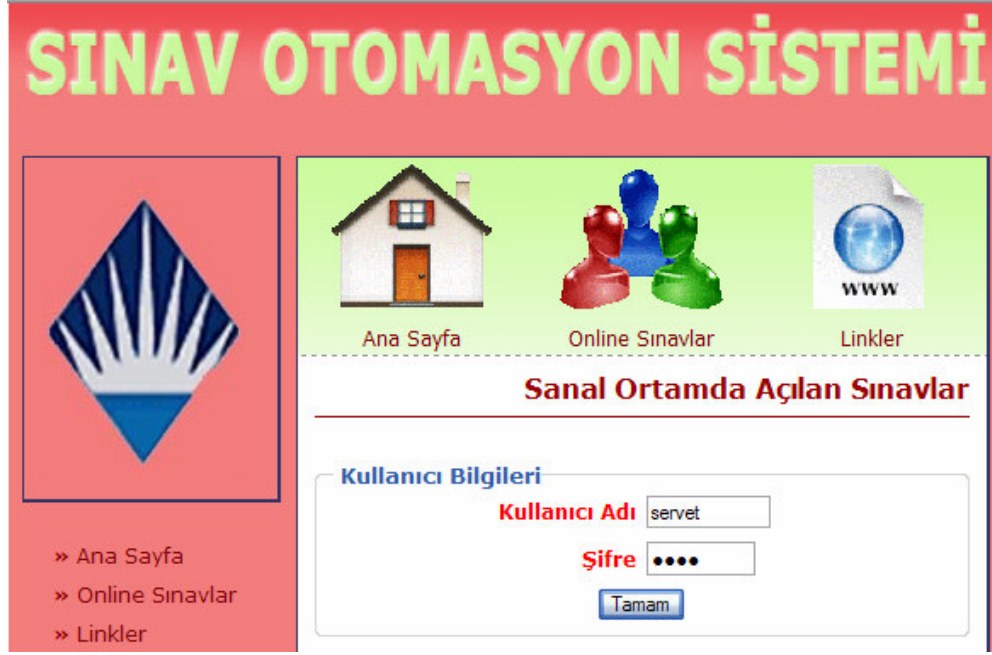 SINAV OTOMASYON SİSTEMİ
www
Ana Sayfa Online Sınavlar Linkler
Sanal Ortamda Açılan Sınavlar
Kullanıcı Bilgileri
Kullanıcı Adı servet
Şifre ••••
Tamam
» Ana Sayfa
» Online Sınavlar
» Linkler